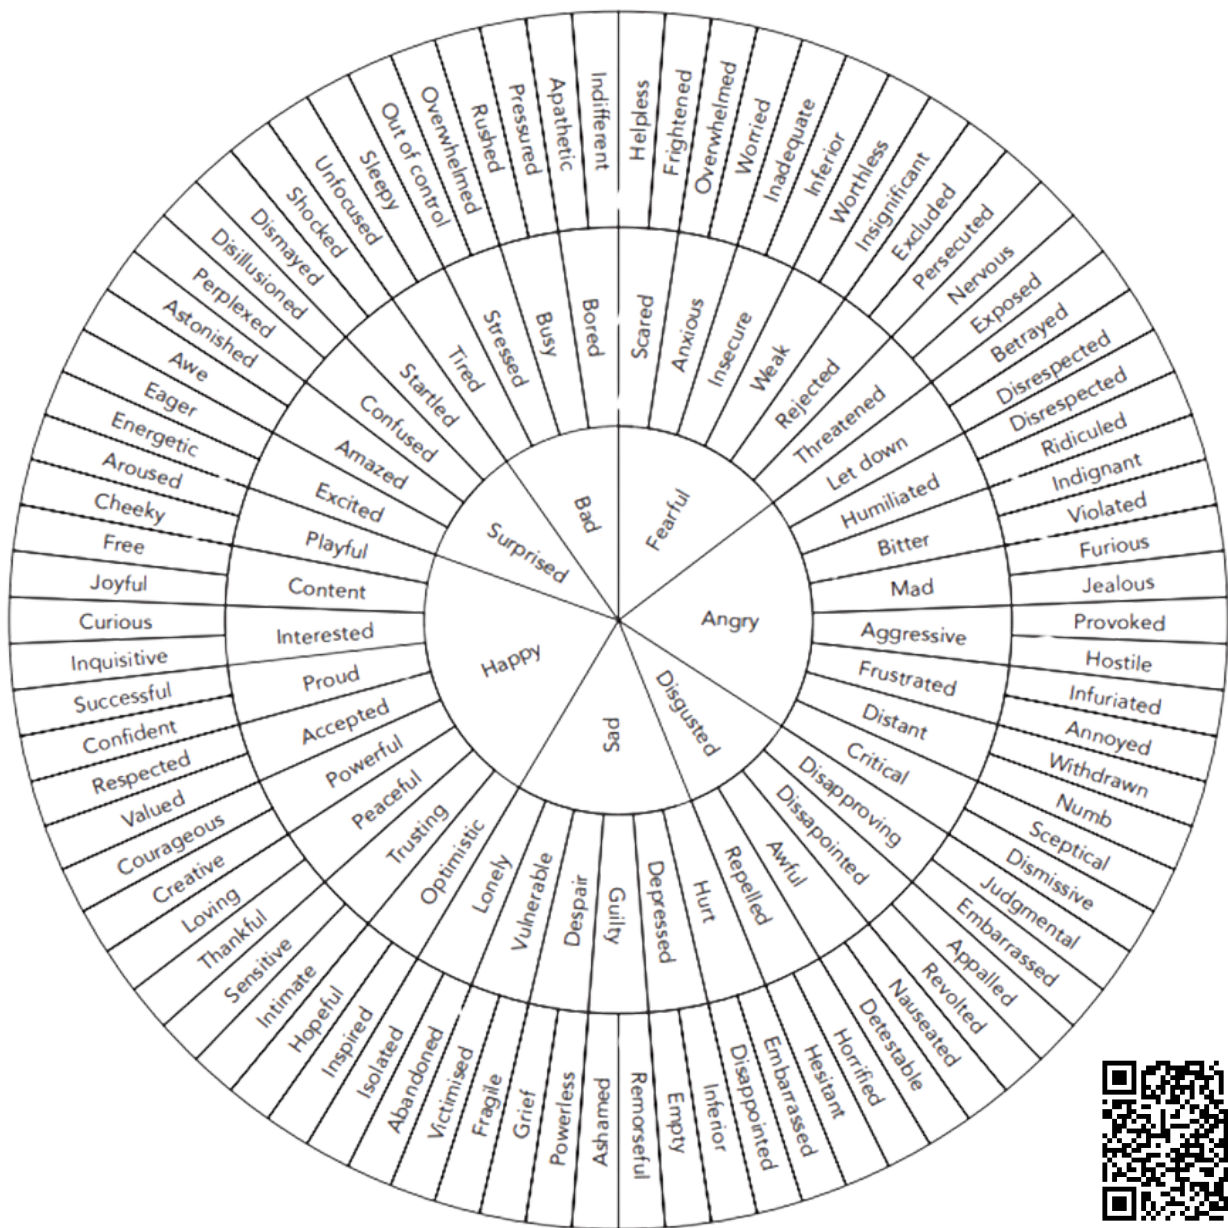 Fearful
Angry
Disgusted
Sad
Happy
Surprised
Bad
Scared
Anxious
Insecure
Weak
Rejected
Threatened
Let down
Humiliated
Bitter
Mad
Aggressive
Frustrated
Distant
Critical
Disapproving
Dissapointed
Awful
Repelled
Hurt
Depressed
Guilty
Despair
Vulnerable
Lonely
Optimistic
Trusting
Peaceful
Powerful
Accepted
Proud
Interested
Content
Playful
Excited
Amazed
Confused
Startled
Tired
Stressed
Busy
Bored
Helpless
Frightened
Overwhelmed
Worried
Inadequate
Inferior
Worthless
Insignificant
Excluded
Persecuted
Nervous
Exposed
Betrayed
Disrespected
Disrespected
Ridiculed
Indignant
Violated
Furious
Jealous
Provoked
Hostile
Infuriated
Annoyed
Withdrawn
Numb
Sceptical
Dismissive
Judgmental
Embarrassed
Appalled
Revolted
Nauseated
Detestable
Horrified
Hesitant
Embarrassed
Disappointed
Inferior
Empty
Remorseful
Ashamed
Powerless
Grief
Fragile
Victimised
Abandoned
Isolated
Inspired
Hopeful
Intimate
Sensitive
Thankful
Loving
Creative
Courageous
Valued
Respected
Confident
Successful
Inquisitive
Curious
Joyful
Free
Cheeky
Aroused
Energetic
Eager
Awe
Astonished
Perplexed
Disillusioned
Dismayed
Shocked
Unfocused
Sleepy
Out of control
Overwhelmed
Rushed
Pressured
Apathetic
Indifferent